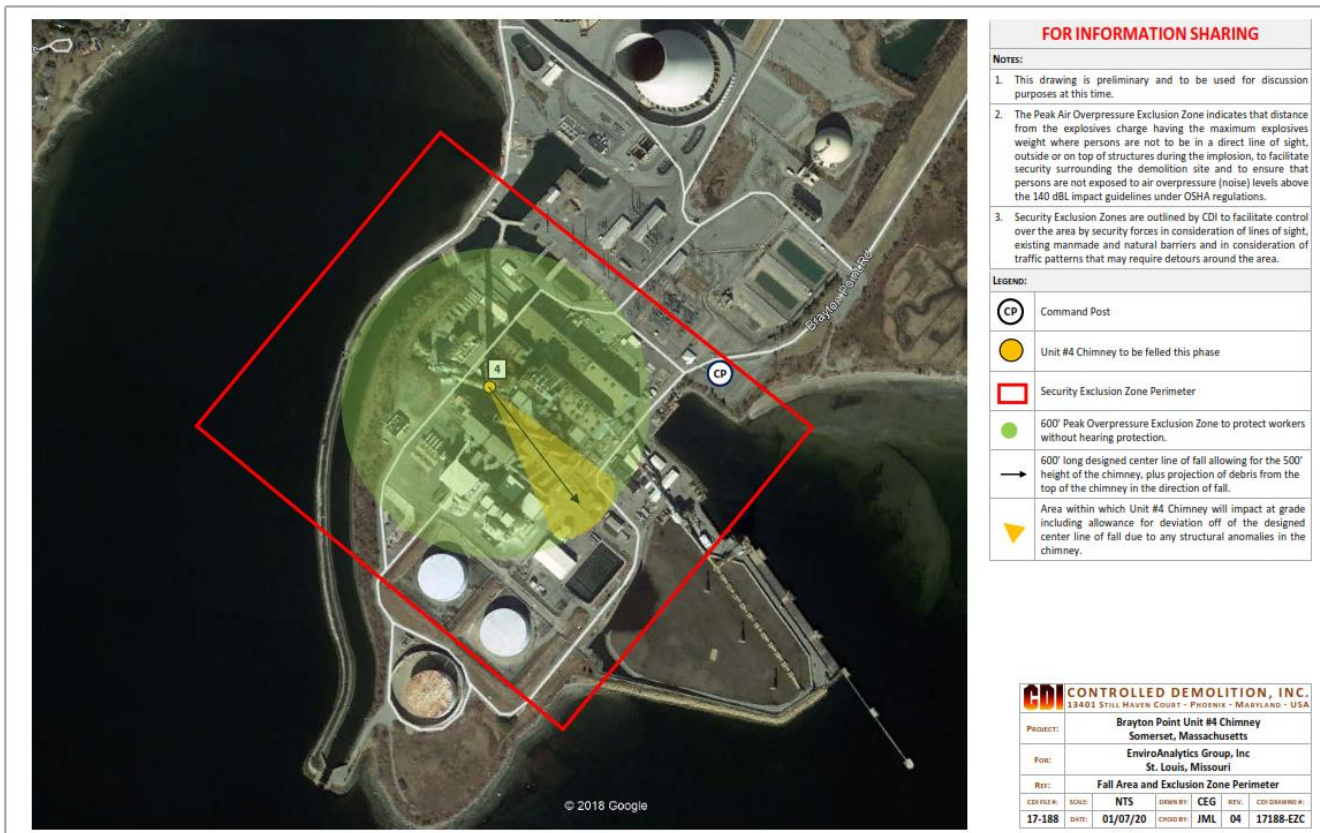 FOR INFORMATION SHARING
NOTES:
1. This drawing is preliminary and to be used for discussion
purposes at this time.
2. The Peak Air Overpressure Exclusion Zone indicates that distance
from the explosives charge having the maximum explosives
weight where persons are not to be in a direct line of sight,
outside or on top of structures during the implosion, to facilitate
security surrounding the demolition site and to ensure that
persons are not exposed to air overpressure (noise) levels above
the 140 dBL impact guidelines under OSHA regulations.
3. Security Exclusion Zones are outlined by CDI to facilitate control
over the area by security forces in consideration of lines of sight,
existing manmade and natural barriers and in consideration of
traffic patterns that may require detours around the area.
LEGEND:
CP Command Post
Unit #4 Chimney to be felled this phase
Security Exclusion Zone Perimeter
600' Peak Overpressure Exclusion Zone to protect workers
without hearing protection.
600' long designed center line of fall allowing for the 500'
height of the chimney, plus projection of debris from the
top of the chimney in the direction of fall.
Area within which Unit #4 Chimney will impact at grade
including allowance for deviation off of the designed
center line of fall due to any structural anomalies in the
chimney.
Brayton Point Rd
4
CP
© 2018 Google
CDI CONTROLLED DEMOLITION, INC.
13401 STILL HAVEN COURT - PHOENIX - MARYLAND - USA
PROJECT: Brayton Point Unit #4 Chimney
Somerset, Massachusetts
FOR: EnviroAnalytics Group, Inc
St. Louis, Missouri
REF: Fall Area and Exclusion Zone Perimeter
CDI FILE #: SCALE: NTS DRWN BY: CEG REV. CDI DRAWING #:
17-188 DATE: 01/07/20 CHCKD BY: JML 04 17188-EZC